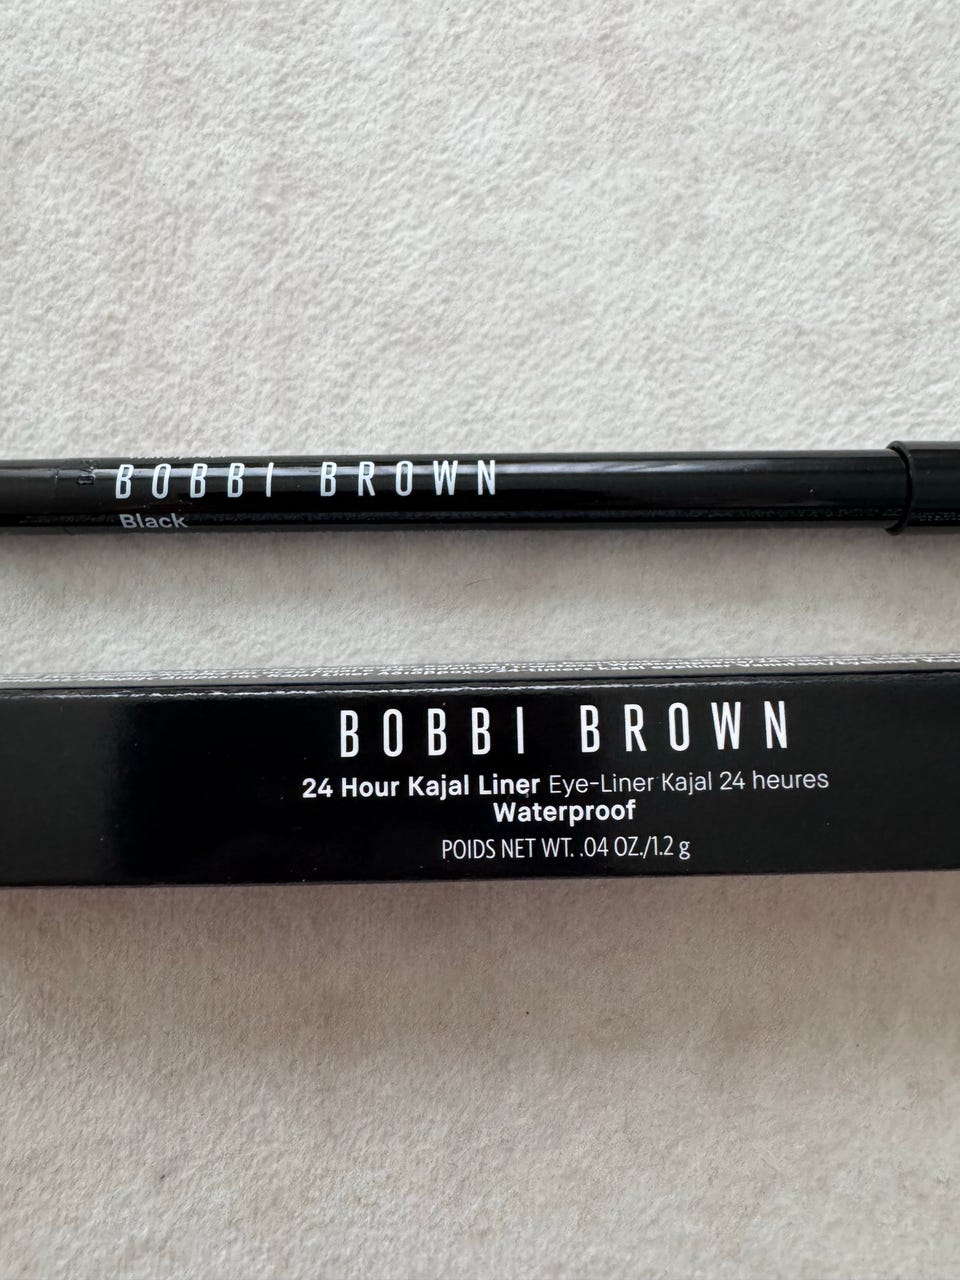 BOBBI BROWN
Black
BOBBI BROWN
24 Hour Kajal Liner Eye-Liner Kajal 24 heures
Waterproof
POIDS NET WT. .04 OZ./1.2 g